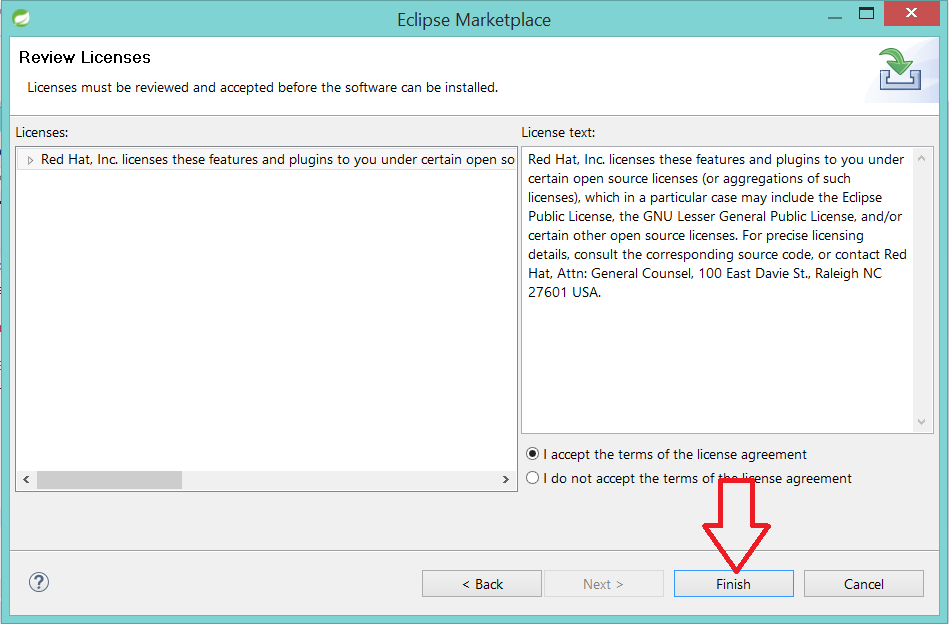 Eclipse Marketplace
Review Licenses
Licenses must be reviewed and accepted before the software can be installed.
Licenses:
Red Hat, Inc. licenses these features and plugins to you under certain open so
License text:
Red Hat, Inc. licenses these features and plugins to you under
certain open source licenses (or aggregations of such
licenses), which in a particular case may include the Eclipse
Public License, the GNU Lesser General Public License, and/or
certain other open source licenses. For precise licensing
details, consult the corresponding source code, or contact Red
Hat, Attn: General Counsel, 100 East Davie St., Raleigh NC
27601 USA.
I accept the terms of the license agreement
I do not accept the terms of the license agreement
?
< Back
Next >
Finish
Cancel